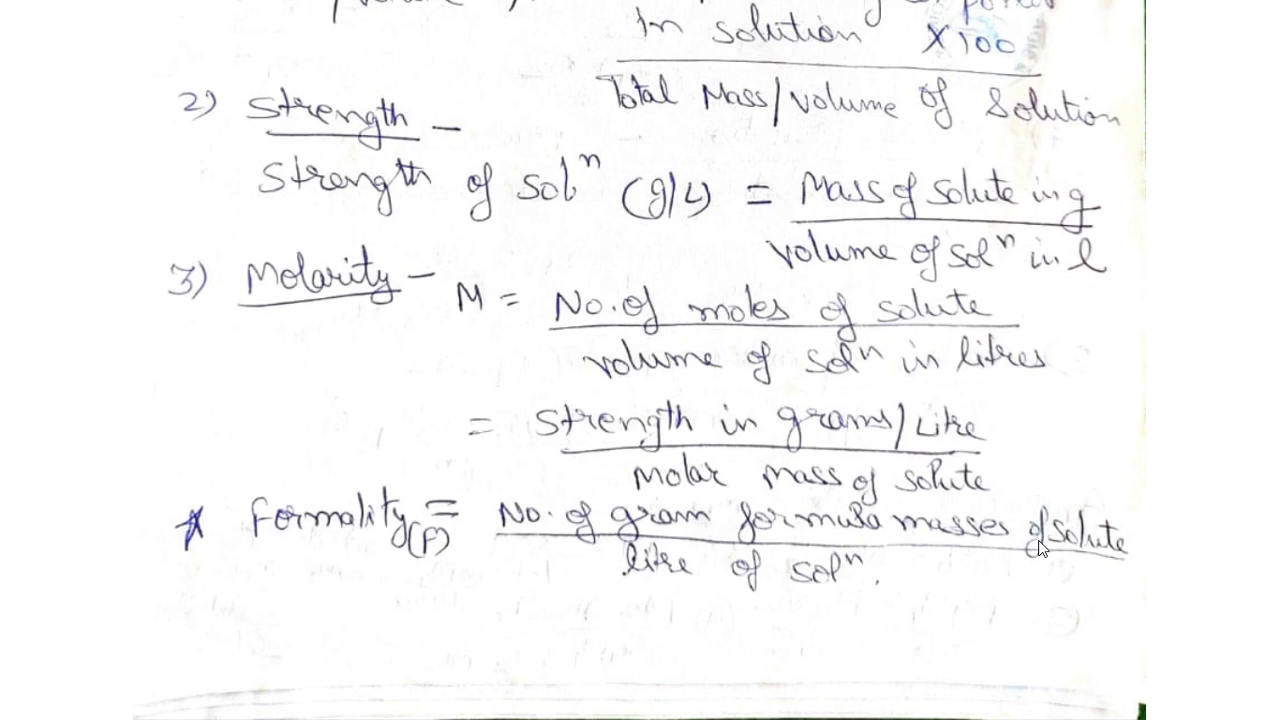 In solution X100
Total Mass/volume of Solution
2) Strength –
Strength of solⁿ (g/L) = Mass of solute in g
volume of solⁿ in l
3) Molarity – M = No. of moles of solute
volume of solⁿ in litres
= Strength in grams/Litre
Molar mass of solute
* Formality (F) = No. of gram formula masses of solute
litre of solⁿ.